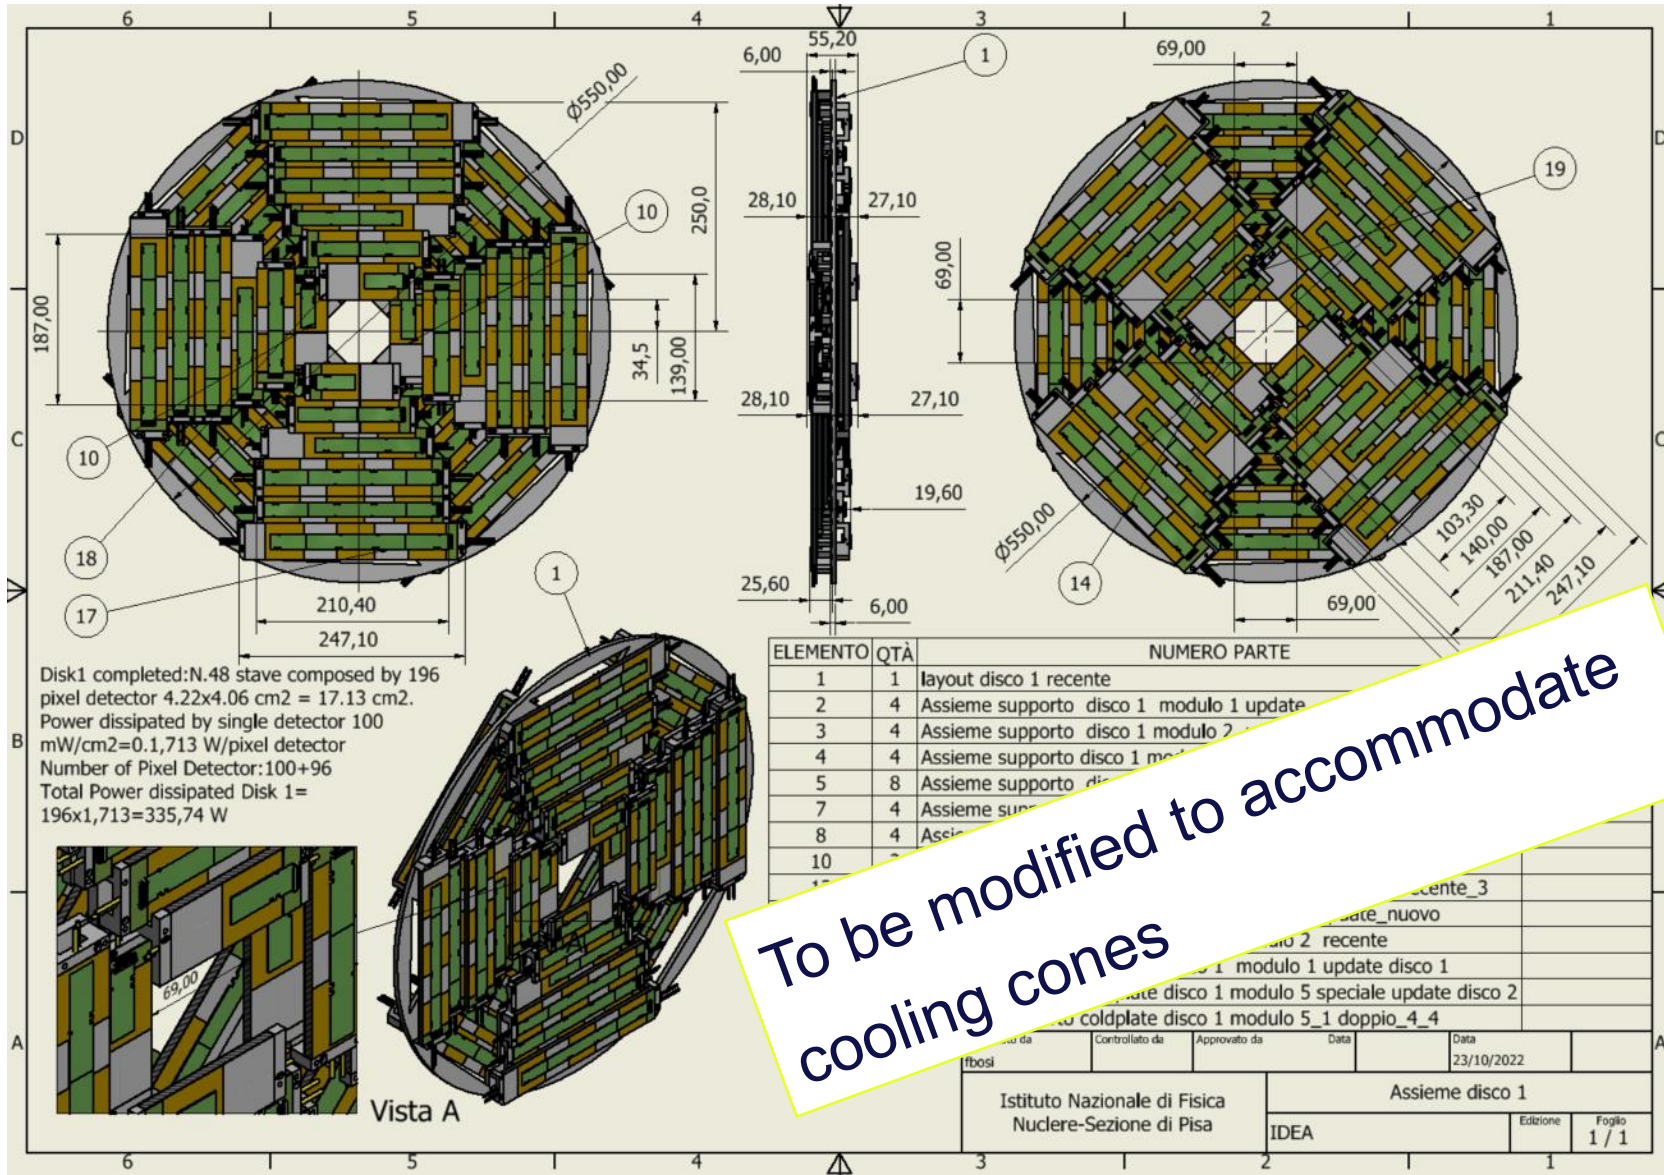 6 5 4 3 2 1
D
C
B
A
D
C
B
A
Ø550,00
250,0
10
187,00
34,5
139,00
10
18
17
210,40
247,10
6,00
55,20
1
28,10
27,10
28,10
27,10
19,60
25,60
6,00
69,00
19
69,00
Ø550,00
14
69,00
103,30
140,00
187,00
211,40
247,10
1
Disk1 completed:N.48 stave composed by 196
pixel detector 4.22x4.06 cm2 = 17.13 cm2.
Power dissipated by single detector 100
mW/cm2=0.1,713 W/pixel detector
Number of Pixel Detector:100+96
Total Power dissipated Disk 1=
196x1,713=335,74 W
69,00
Vista A
A
ELEMENTO QTÀ NUMERO PARTE
1 1 layout disco 1 recente
2 4 Assieme supporto disco 1 modulo 1 update
3 4 Assieme supporto disco 1 modulo 2
4 4 Assieme supporto disco 1
5 8 Assieme supporto
7 4 Assieme
8 4
10
2 recente
modulo 1 update disco 1
disco 1 modulo 5 speciale update disco 2
coldplate disco 1 modulo 5_1 doppio_4_4
To be modified to accommodate
cooling cones
Controllato da Approvato da Data Data
fbosi 23/10/2022
Istituto Nazionale di Fisica
Nuclere-Sezione di Pisa
Assieme disco 1
IDEA
Edizione
Foglio
1 / 1
6 5 4 3 2 1